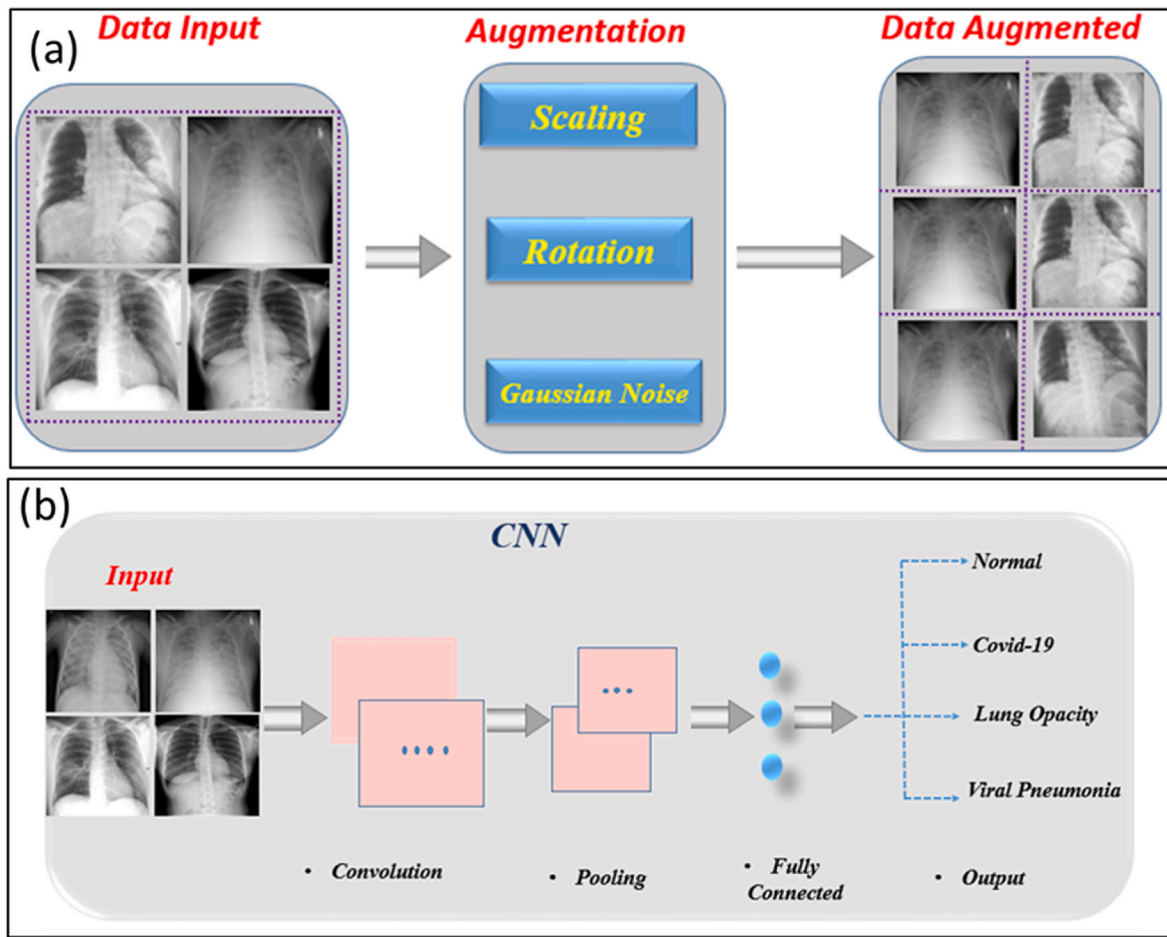 (a)
Data Input
Augmentation
Data Augmented
Scaling
Rotation
Gaussian Noise
(b)
CNN
Input
Normal
Covid-19
Lung Opacity
Viral Pneumonia
• Convolution
• Pooling
• Fully
Connected
• Output